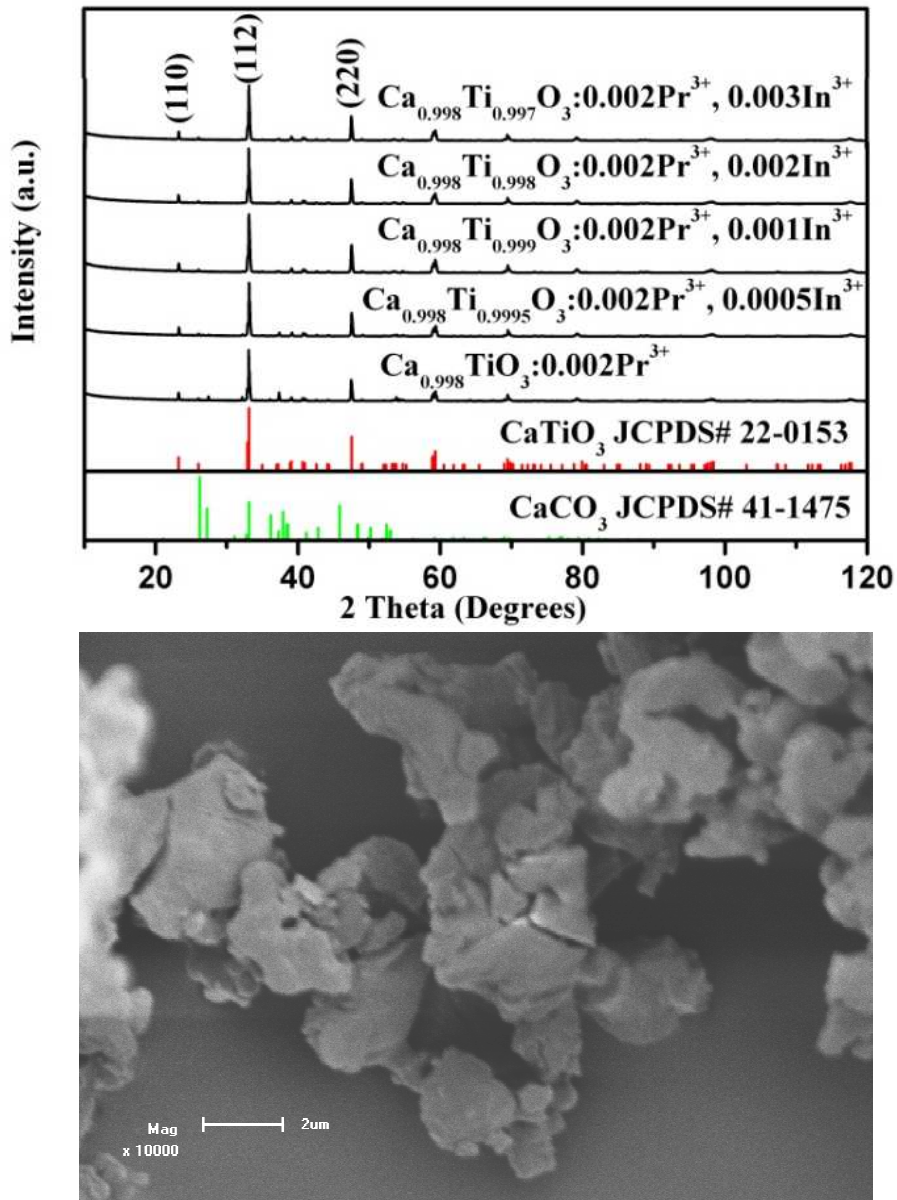 (110)
(112)
(220)
Ca0.998Ti0.997O3:0.002Pr3+, 0.003In3+
Ca0.998Ti0.998O3:0.002Pr3+, 0.002In3+
Ca0.998Ti0.999O3:0.002Pr3+, 0.001In3+
Ca0.998Ti0.9995O3:0.002Pr3+, 0.0005In3+
Ca0.998TiO3:0.002Pr3+
CaTiO3 JCPDS# 22-0153
CaCO3 JCPDS# 41-1475
Intensity (a.u.)
20 40 60 80 100 120
2 Theta (Degrees)
Mag 2um
x 10000